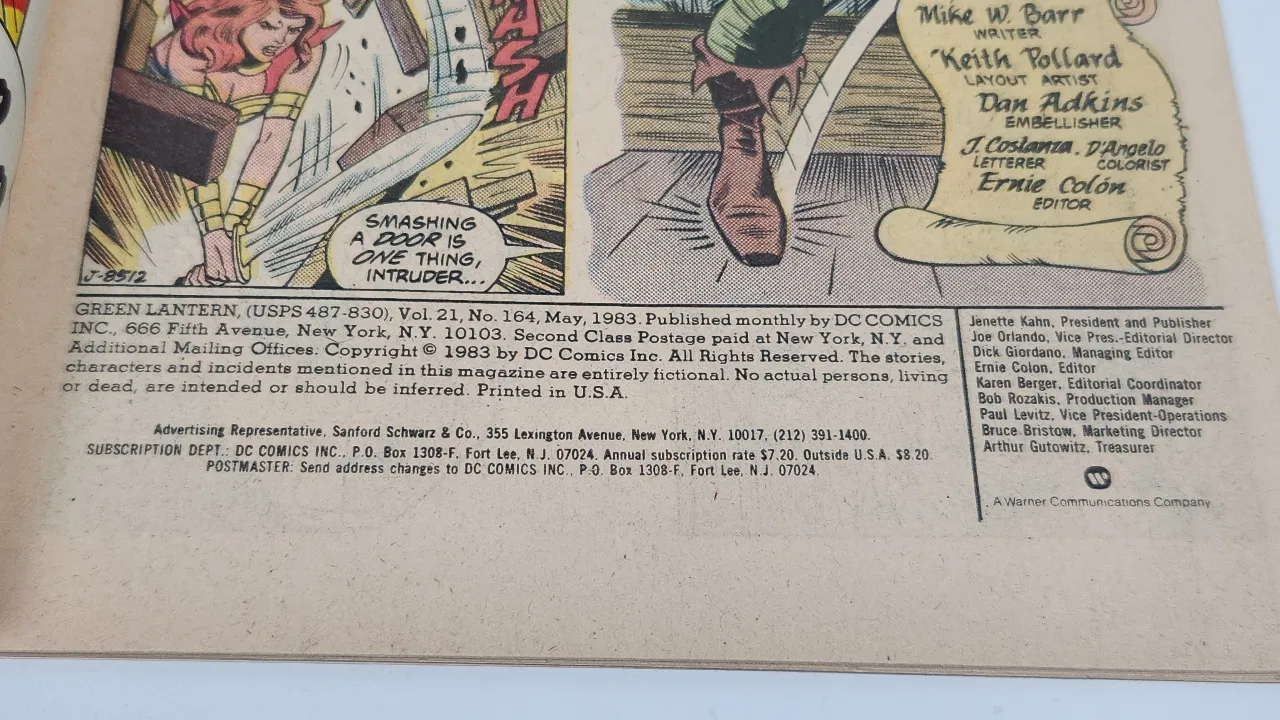 ASH
SMASHING
A DOOR IS
ONE THING,
INTRUDER...
J-8512
Mike W. Barr
WRITER
Keith Pollard
LAYOUT ARTIST
Dan Adkins
EMBELLISHER
J. Costanza . D'Angelo
LETTERER COLORIST
Ernie Colón
EDITOR
GREEN LANTERN, (USPS 487-830), Vol. 21, No. 164, May, 1983. Published monthly by DC COMICS
INC., 666 Fifth Avenue, New York, N.Y. 10103. Second Class Postage paid at New York, N.Y. and
Additional Mailing Offices. Copyright © 1983 by DC Comics Inc. All Rights Reserved. The stories,
characters and incidents mentioned in this magazine are entirely fictional. No actual persons, living
or dead, are intended or should be inferred. Printed in U.S.A.
Advertising Representative, Sanford Schwarz & Co., 355 Lexington Avenue, New York, N.Y. 10017, (212) 391-1400.
SUBSCRIPTION DEPT.: DC COMICS INC., P.O. Box 1308-F, Fort Lee, N.J. 07024. Annual subscription rate $7.20. Outside U.S.A. $8.20.
POSTMASTER: Send address changes to DC COMICS INC., P.O. Box 1308-F, Fort Lee, N.J. 07024.
Jenette Kahn, President and Publisher
Joe Orlando, Vice Pres.-Editorial Director
Dick Giordano, Managing Editor
Ernie Colon, Editor
Karen Berger, Editorial Coordinator
Bob Rozakis, Production Manager
Paul Levitz, Vice President-Operations
Bruce Bristow, Marketing Director
Arthur Gutowitz, Treasurer
A Warner Communications Company